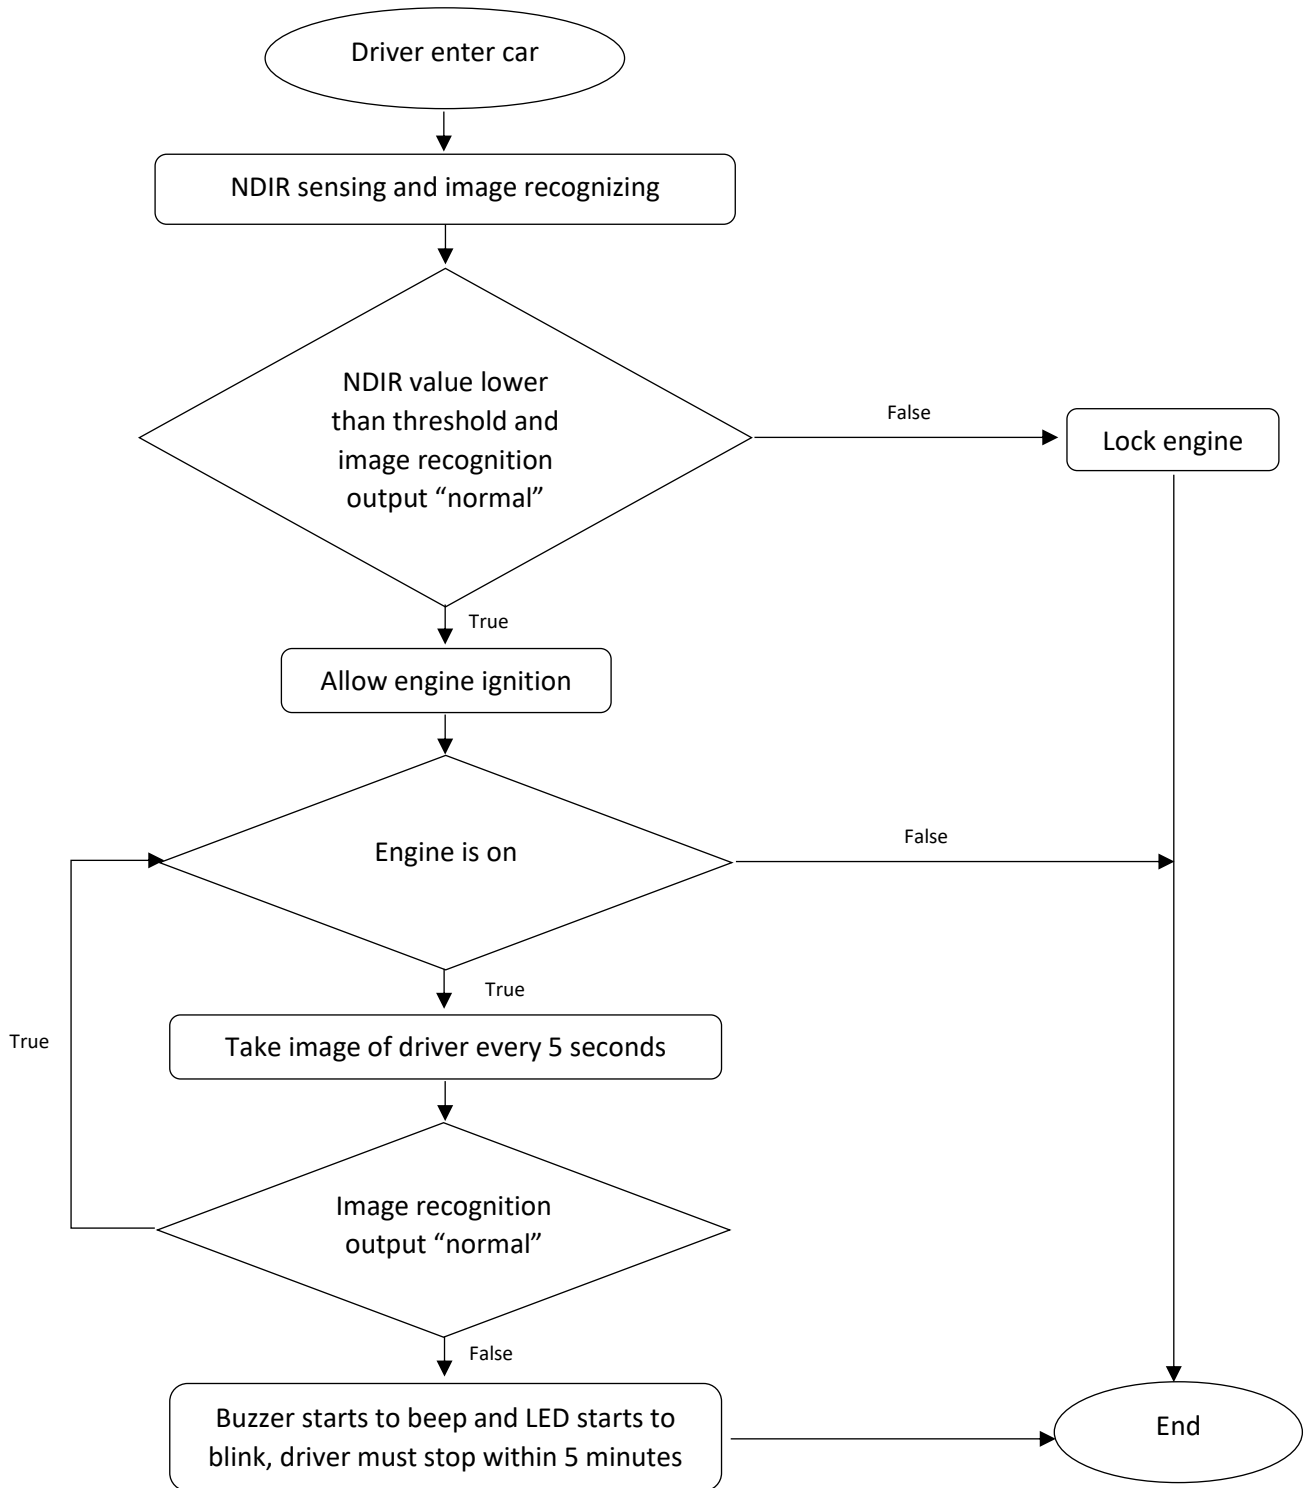 Driver enter car
NDIR sensing and image recognizing
NDIR value lower
than threshold and
image recognition
output “normal”
False
Lock engine
True
Allow engine ignition
Engine is on
False
True
True
Take image of driver every 5 seconds
Image recognition
output “normal”
False
Buzzer starts to beep and LED starts to
blink, driver must stop within 5 minutes
End